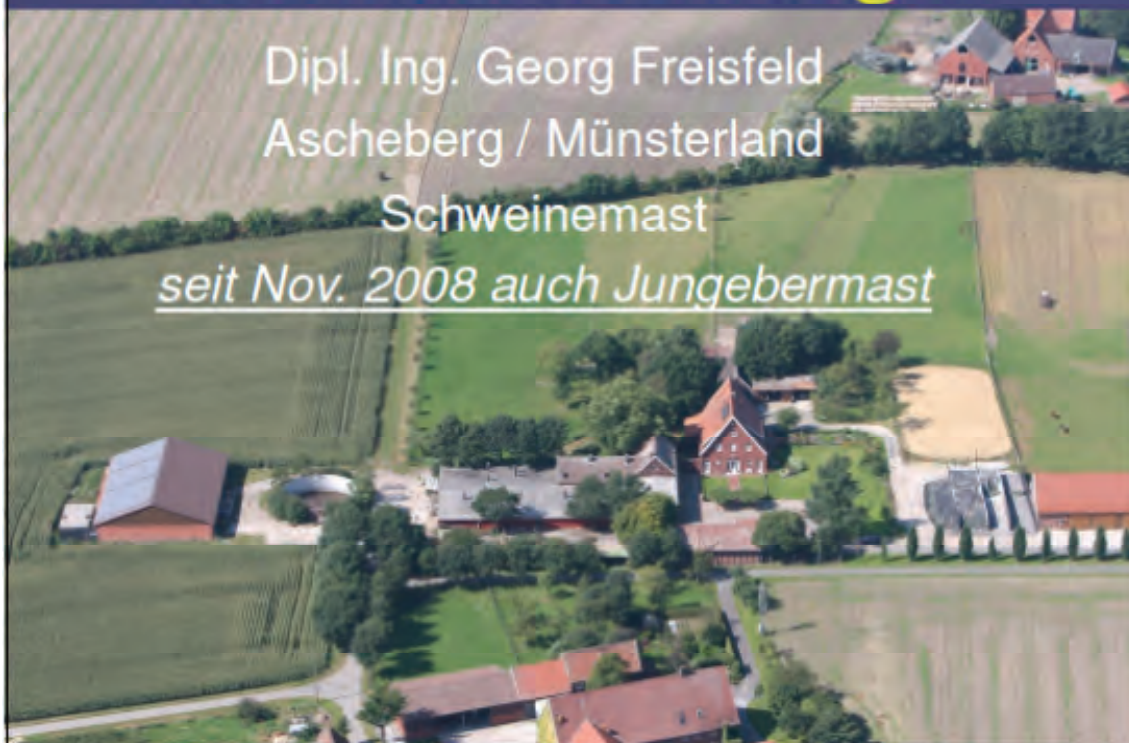 Dipl. Ing. Georg Freisfeld
Ascheberg / Münsterland
Schweinemast
seit Nov. 2008 auch Jungebermast